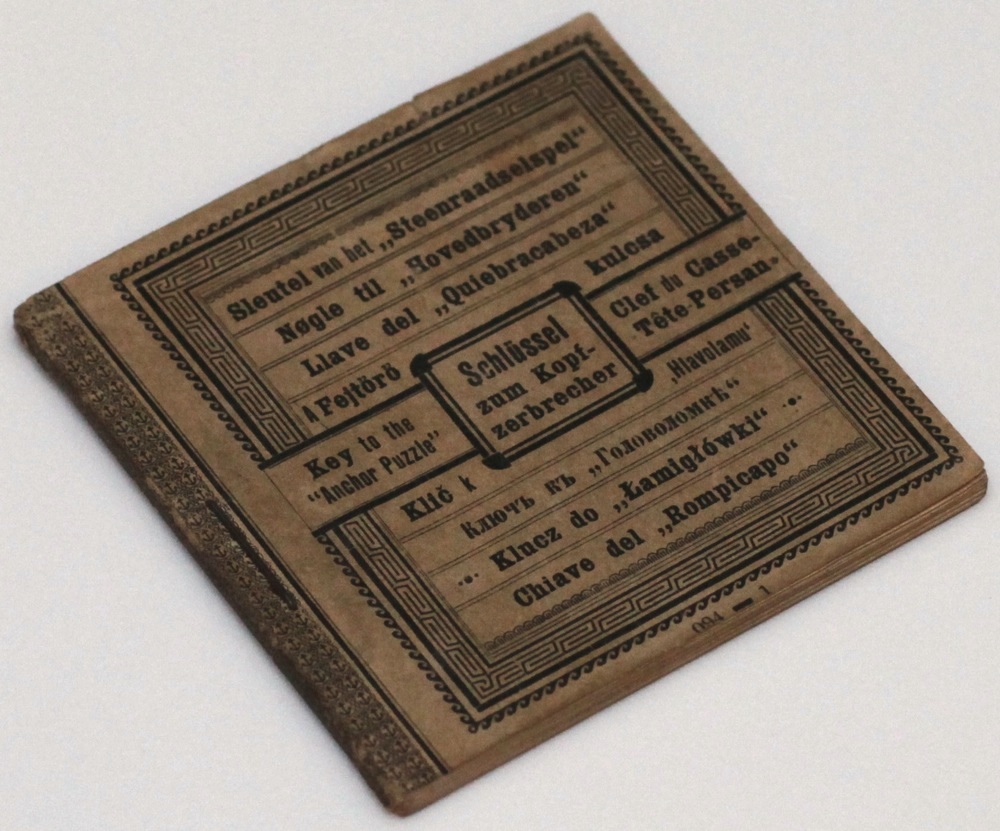 Sleutel van het „Steenraadselspel“
Nøgle til „Hovedbryderen“
Llave del „Quiebracabeza“
A Fejtörö kulcsa
Clef du Casse-
Tête-Persan.
Schlüssel
zum Kopf-
zerbrecher
Key to the
"Anchor Puzzle"
Klič k ‚Hlavolamu‘
Ключъ къ „Головоломкѣ“
Klucz do „Łamigłówki“
Chiave del „Rompicapo“
094 — 1